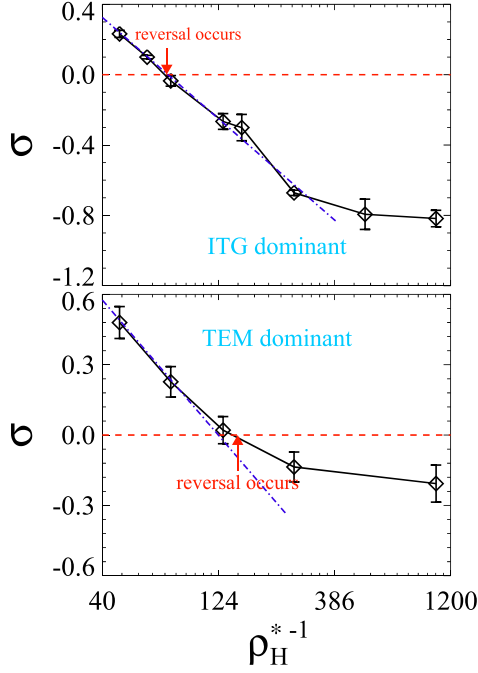 0.4
reversal occurs
0.0
σ
-0.4
-0.8
ITG dominant
-1.2
0.6
TEM dominant
0.3
σ
0.0
reversal occurs
-0.3
-0.6
40 124 386 1200
ρ_H^{* -1}